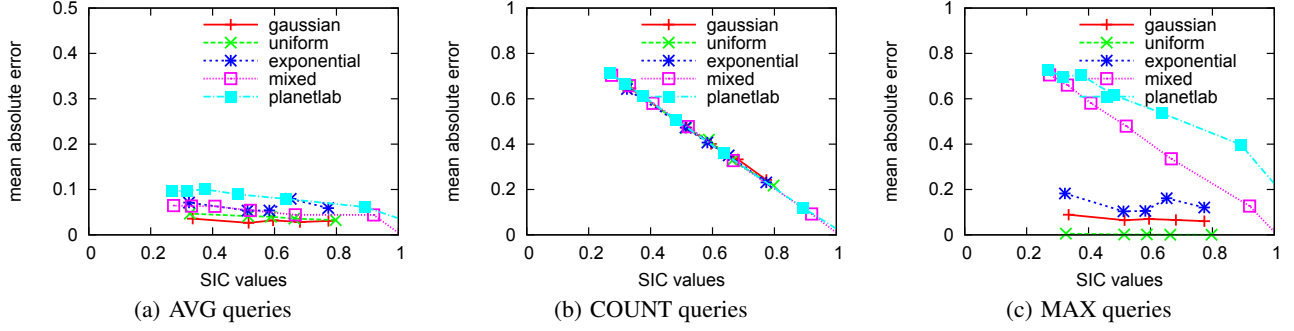 mean absolute error
0.5
0.4
0.3
0.2
0.1
0
0 0.2 0.4 0.6 0.8 1
SIC values
gaussian
uniform
exponential
mixed
planetlab
(a) AVG queries
mean absolute error
1
0.8
0.6
0.4
0.2
0
0 0.2 0.4 0.6 0.8 1
SIC values
gaussian
uniform
exponential
mixed
planetlab
(b) COUNT queries
mean absolute error
1
0.8
0.6
0.4
0.2
0
0 0.2 0.4 0.6 0.8 1
SIC values
gaussian
uniform
exponential
mixed
planetlab
(c) MAX queries